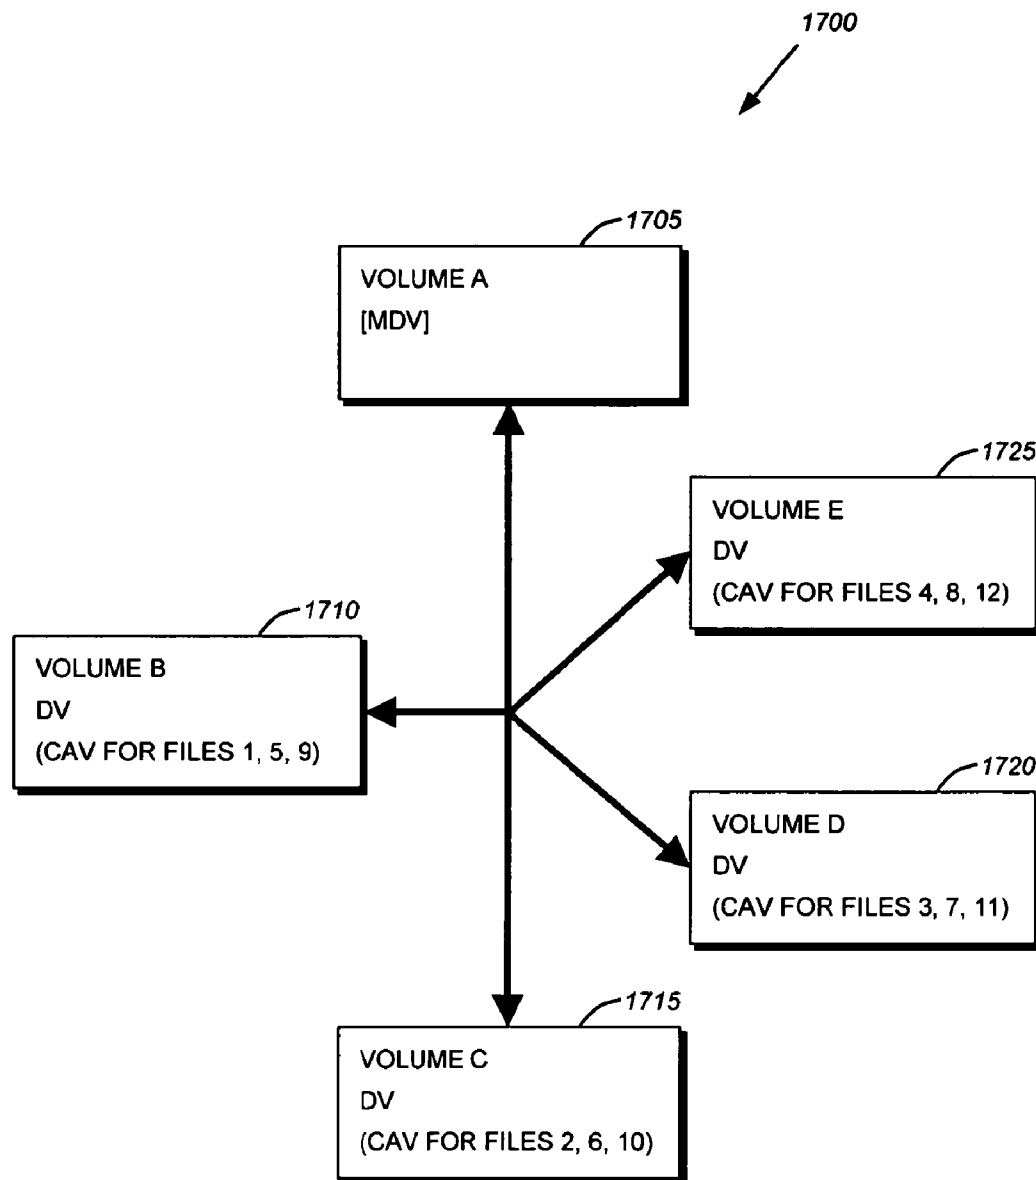 1700
1705
VOLUME A
[MDV]
1725
VOLUME E
DV
(CAV FOR FILES 4, 8, 12)
1710
VOLUME B
DV
(CAV FOR FILES 1, 5, 9)
1720
VOLUME D
DV
(CAV FOR FILES 3, 7, 11)
1715
VOLUME C
DV
(CAV FOR FILES 2, 6, 10)